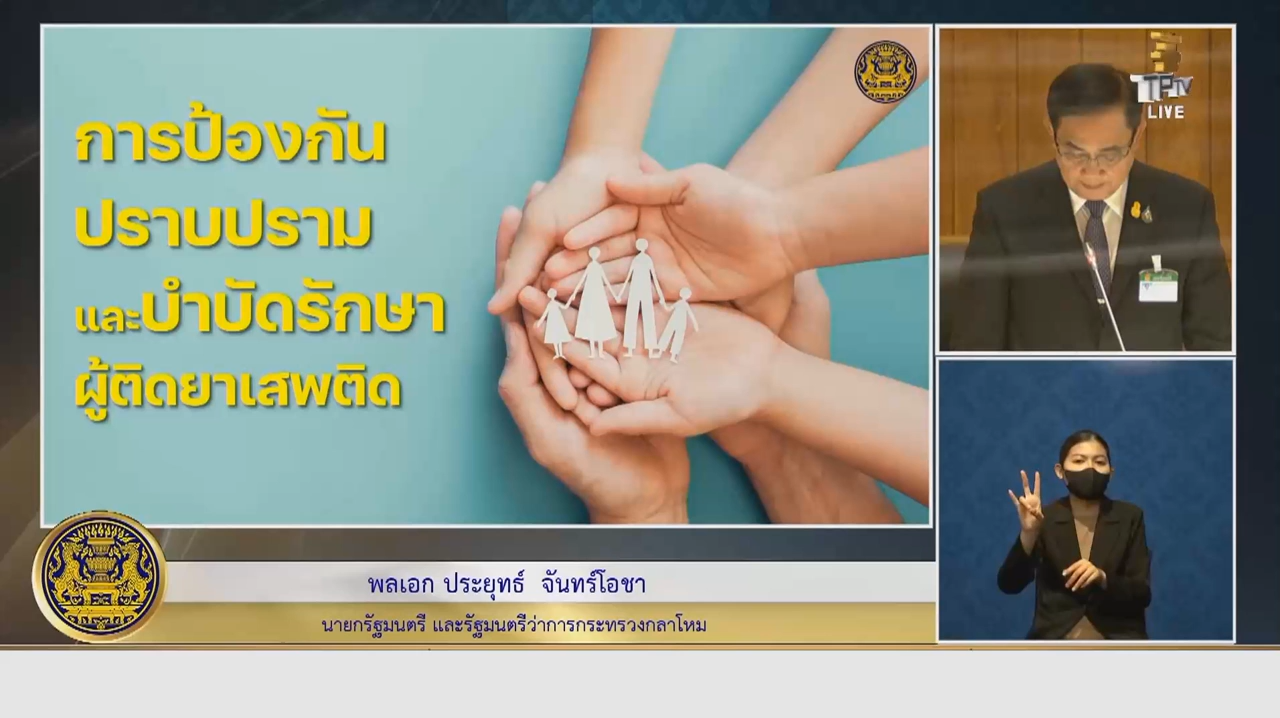 การป้องกัน
ปราบปราม
และบำบัดรักษา
ผู้ติดยาเสพติด
TPTV
LIVE
พลเอก ประยุทธ์ จันทร์โอชา
นายกรัฐมนตรี และรัฐมนตรีว่าการกระทรวงกลาโหม